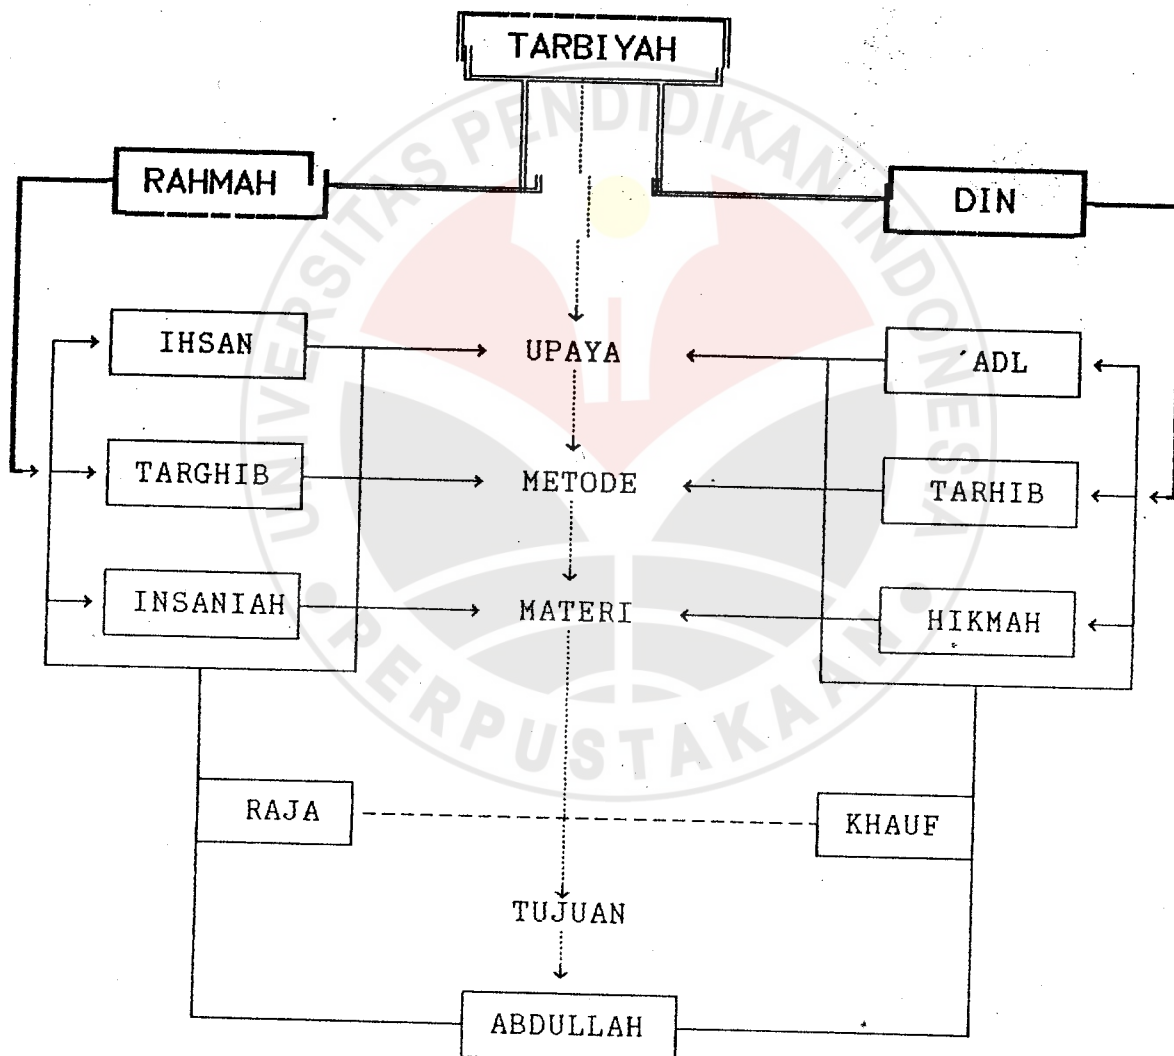 TARBIYAH
RAHMAH
DIN
IHSAN
UPAYA
'ADL
TARGHIB
METODE
TARHIB
INSANIAH
MATERI
HIKMAH
RAJA
KHAUF
TUJUAN
ABDULLAH
UNIVERSITAS PENDIDIKAN INDONESIA
PERPUSTAKAAN